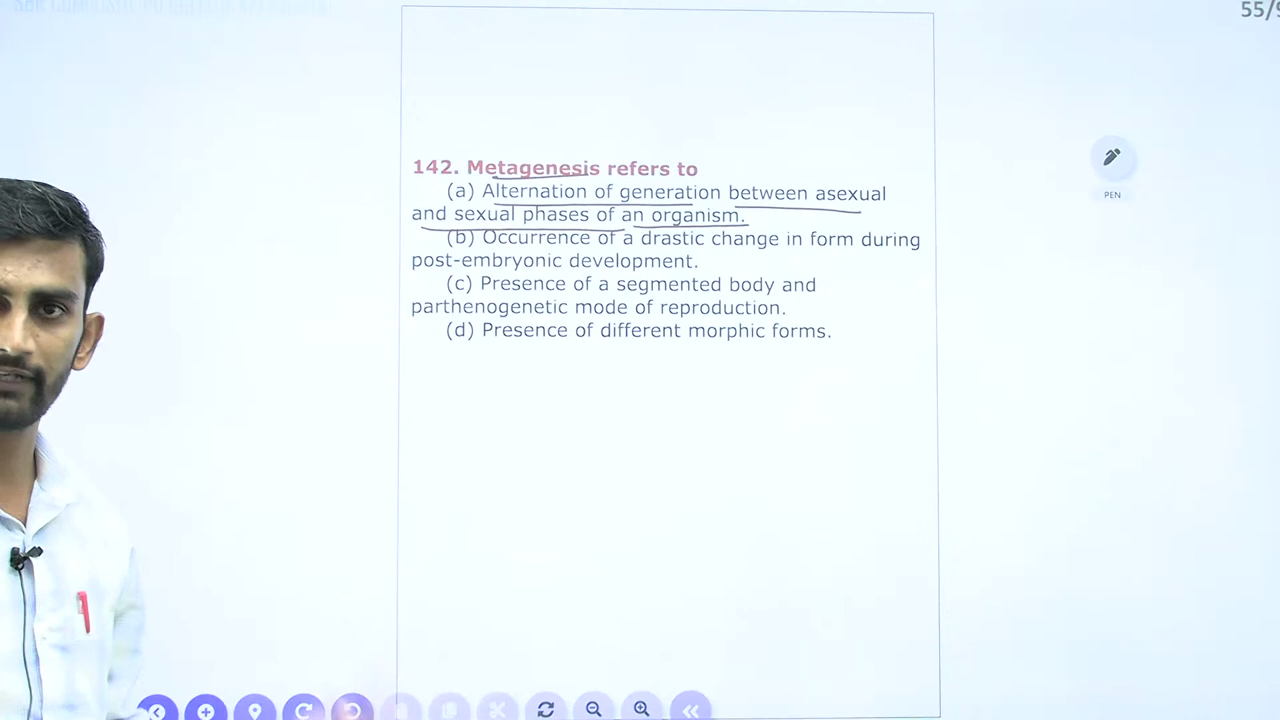 55/9
142. Metagenesis refers to
(a) Alternation of generation between asexual
and sexual phases of an organism.
(b) Occurrence of a drastic change in form during
post-embryonic development.
(c) Presence of a segmented body and
parthenogenetic mode of reproduction.
(d) Presence of different morphic forms.
PEN